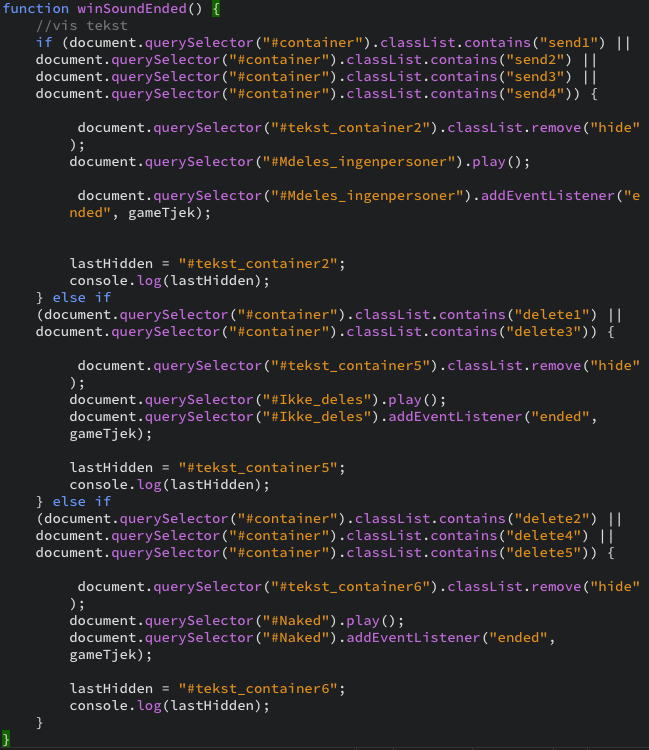 function winSoundEnded() {
//vis tekst
if (document.querySelector("#container").classList.contains("send1") ||
document.querySelector("#container").classList.contains("send2") ||
document.querySelector("#container").classList.contains("send3") ||
document.querySelector("#container").classList.contains("send4")) {
document.querySelector("#tekst_container2").classList.remove("hide"
);
document.querySelector("#Mdeles_ingenpersoner").play();
document.querySelector("#Mdeles_ingenpersoner").addEventListener("e
nded", gameTjek);
lastHidden = "#tekst_container2";
console.log(lastHidden);
} else if
(document.querySelector("#container").classList.contains("delete1") ||
document.querySelector("#container").classList.contains("delete3")) {
document.querySelector("#tekst_container5").classList.remove("hide"
);
document.querySelector("#Ikke_deles").play();
document.querySelector("#Ikke_deles").addEventListener("ended",
gameTjek);
lastHidden = "#tekst_container5";
console.log(lastHidden);
} else if
(document.querySelector("#container").classList.contains("delete2") ||
document.querySelector("#container").classList.contains("delete4") ||
document.querySelector("#container").classList.contains("delete5")) {
document.querySelector("#tekst_container6").classList.remove("hide"
);
document.querySelector("#Naked").play();
document.querySelector("#Naked").addEventListener("ended",
gameTjek);
lastHidden = "#tekst_container6";
console.log(lastHidden);
}
}